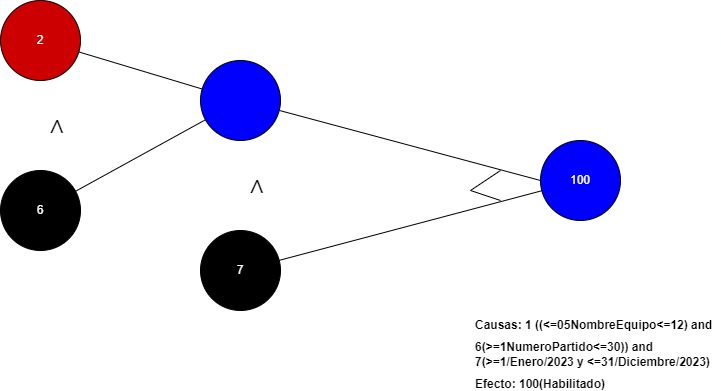 2
∧
6
∧
7
100
Causas: 1 ((<=05NombreEquipo<=12) and
6(>=1NumeroPartido<=30)) and
7(>=1/Enero/2023 y <=31/Diciembre/2023)
Efecto: 100(Habilitado)